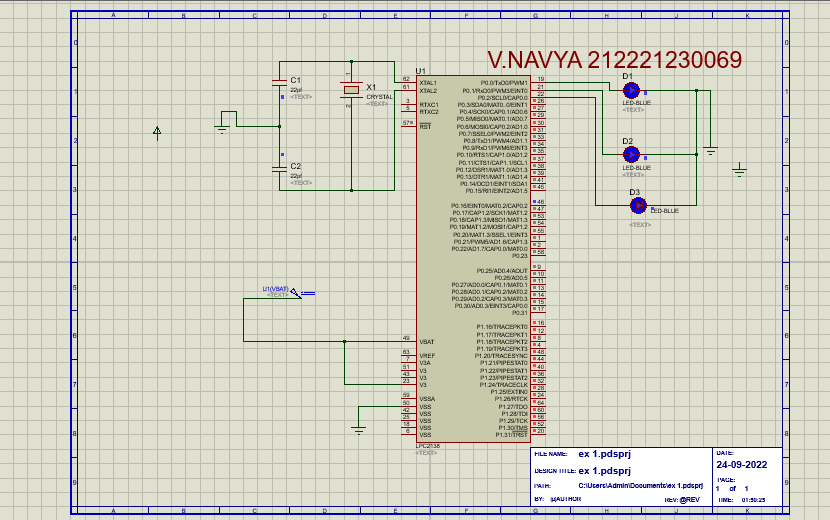 A B C D E F G H J K
0 0
V.NAVYA 212221230069
U1
D1
62 XTAL1 P0.0/TxD0/PWM1 19
61 XTAL2 P0.1/RxD0/PWM3/EINT0 21
P0.2/SCL0/CAP0.0 22
3 RTXC1 P0.3/SDA0/MAT0.0/EINT1 26
5 RTXC2 P0.4/SCK0/CAP0.1/AD0.6 27
P0.5/MISO0/MAT0.1/AD0.7 29
57 RST P0.6/MOSI0/CAP0.2/AD1.0 30
P0.7/SSEL0/PWM2/EINT2 31
P0.8/TxD1/PWM4/AD1.1 33
P0.9/RxD1/PWM6/EINT3 34
P0.10/RTS1/CAP1.0/AD1.2 35
P0.11/CTS1/CAP1.1/SCL1 37
P0.12/DSR1/MAT1.0/AD1.3 38
P0.13/DTR1/MAT1.1/AD1.4 39
P0.14/DCD1/EINT1/SDA1 41
P0.15/RI1/EINT2/AD1.5 45
P0.16/EINT0/MAT0.2/CAP0.2 46
P0.17/CAP1.2/SCK1/MAT1.2 47
P0.18/CAP1.3/MISO1/MAT1.3 53
P0.19/MAT1.2/MOSI1/CAP1.2 54
P0.20/MAT1.3/SSEL1/EINT3 55
P0.21/PWM5/AD1.6/CAP1.3 1
P0.22/AD1.7/CAP0.0/MAT0.0 2
P0.23 58
P0.25/AD0.4/AOUT 9
P0.26/AD0.5 10
P0.27/AD0.0/CAP0.1/MAT0.1 11
P0.28/AD0.1/CAP0.2/MAT0.2 13
P0.29/AD0.2/CAP0.3/MAT0.3 14
P0.30/AD0.3/EINT3/CAP0.0 15
P0.31 17
P1.16/TRACEPKT0 16
P1.17/TRACEPKT1 12
49 VBAT P1.18/TRACEPKT2 8
P1.19/TRACEPKT3 4
63 VREF P1.20/TRACESYNC 48
7 V3A P1.21/PIPESTAT0 44
51 V3 P1.22/PIPESTAT1 40
43 V3 P1.23/PIPESTAT2 36
23 V3 P1.24/TRACECLK 32
P1.25/EXTIN0 28
59 VSSA P1.26/RTCK 24
50 VSS P1.27/TDO 64
42 VSS P1.28/TDI 60
25 VSS P1.29/TCK 56
18 VSS P1.30/TMS 52
6 VSS P1.31/TRST 20
LPC2138
<TEXT>
C1
22pf
<TEXT>
1
X1
CRYSTAL
<TEXT>
2
C2
22pf
<TEXT>
LED-BLUE
<TEXT>
D2
LED-BLUE
<TEXT>
D3
LED-BLUE
<TEXT>
U1(VBAT)
<TEXT>
1 1
2 2
3 3
4 4
5 5
6 6
7 7
8 8
9 9
FILE NAME: ex 1.pdsprj
DESIGN TITLE: ex 1.pdsprj
PATH: C:\Users\Admin\Documents\ex 1.pdsprj
BY: @AUTHOR REV: @REV
DATE:
24-09-2022
PAGE:
1 of 1
TIME: 01:50:25
A B C D E F G H J K